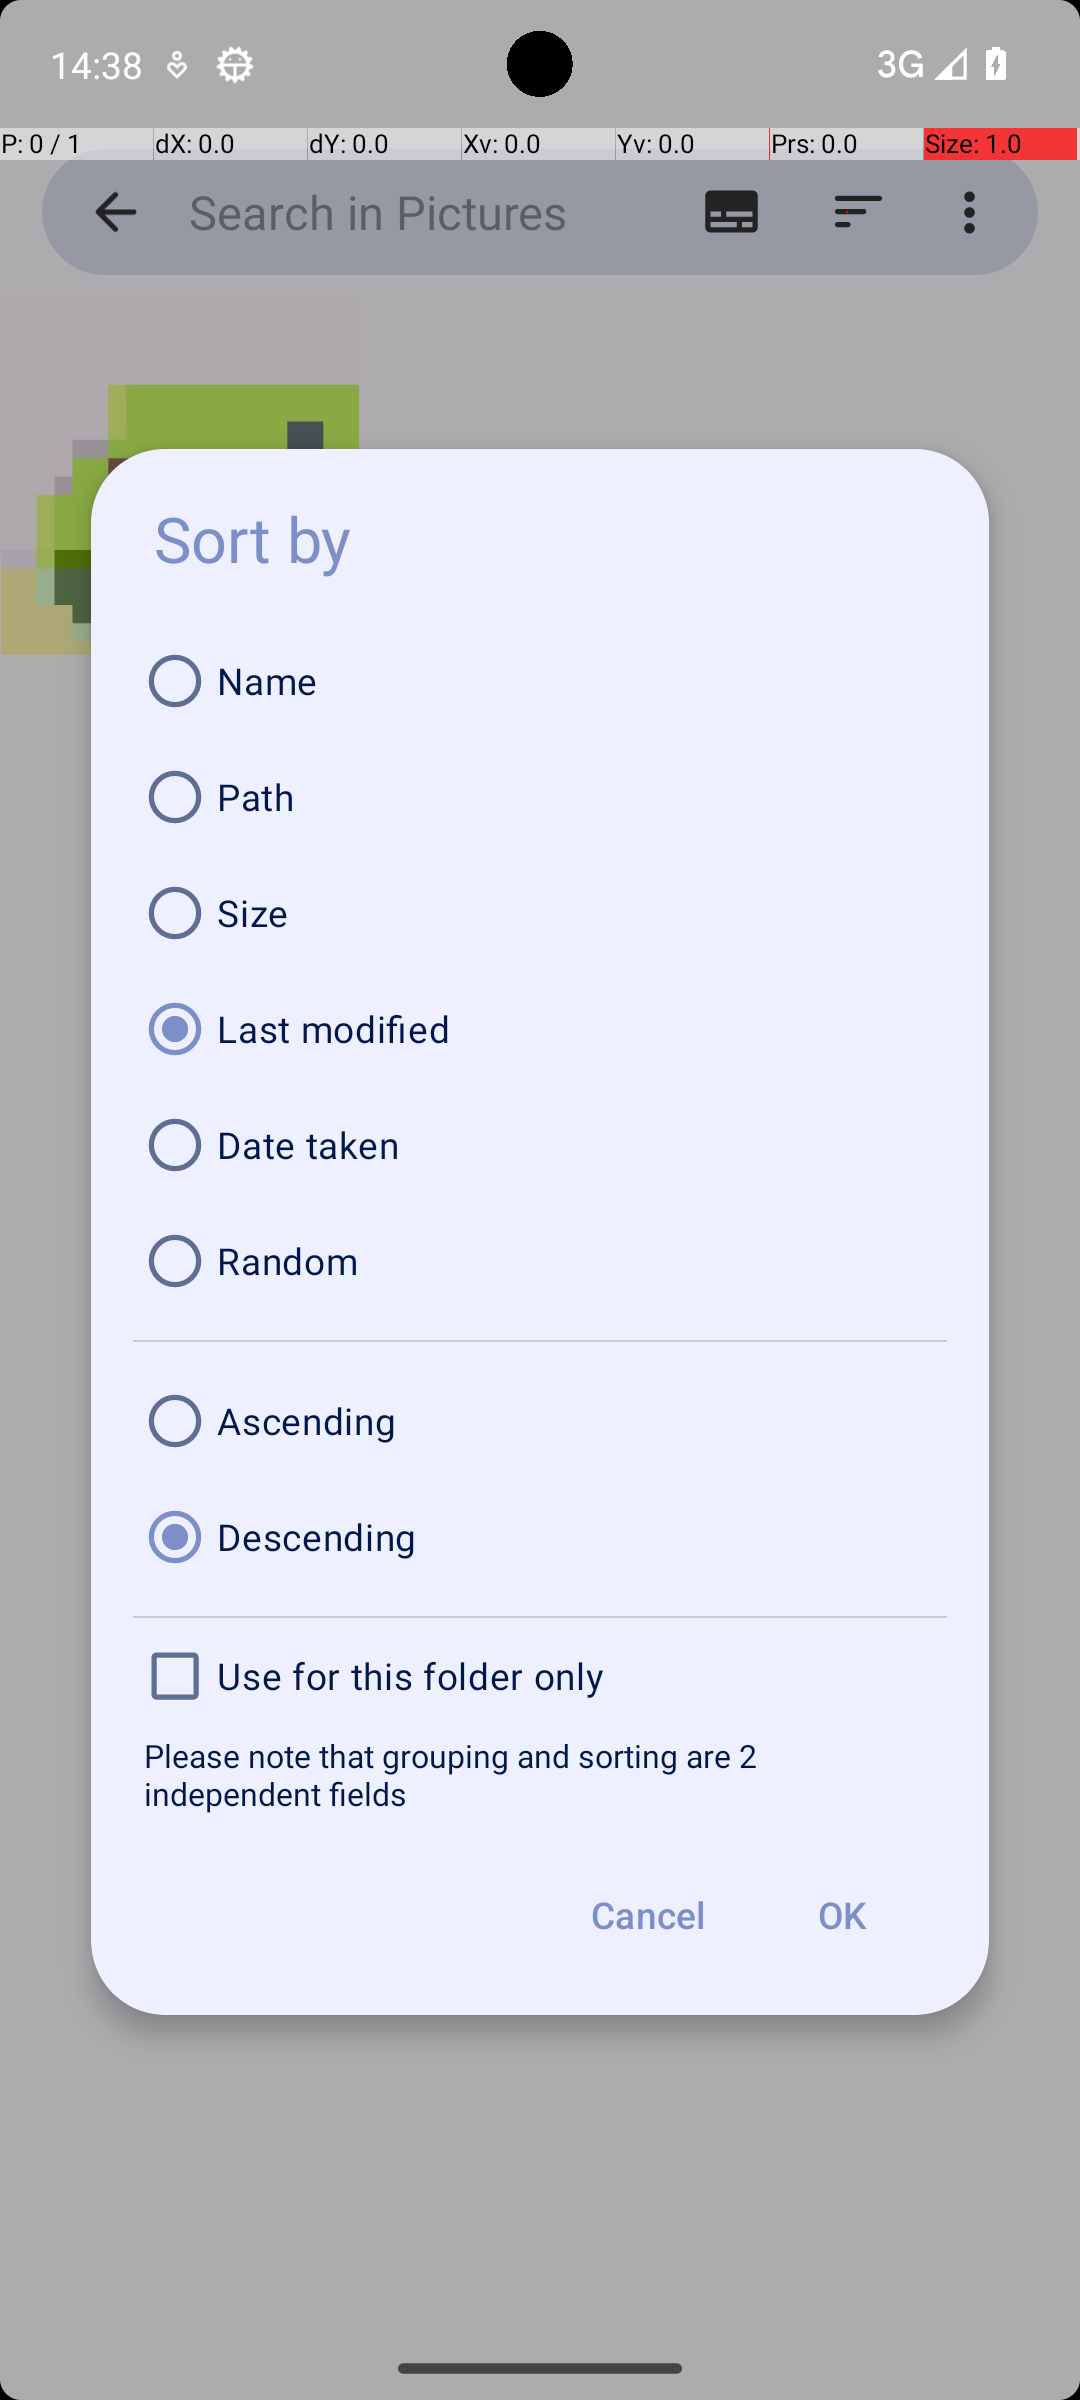 14:38
3G
P: 0 / 1
dX: 0.0
dY: 0.0
Xv: 0.0
Yv: 0.0
Prs: 0.0
Size: 1.0
Search in Pictures
Sort by
Name
Path
Size
Last modified
Date taken
Random
Ascending
Descending
Use for this folder only
Please note that grouping and sorting are 2
independent fields
Cancel
OK